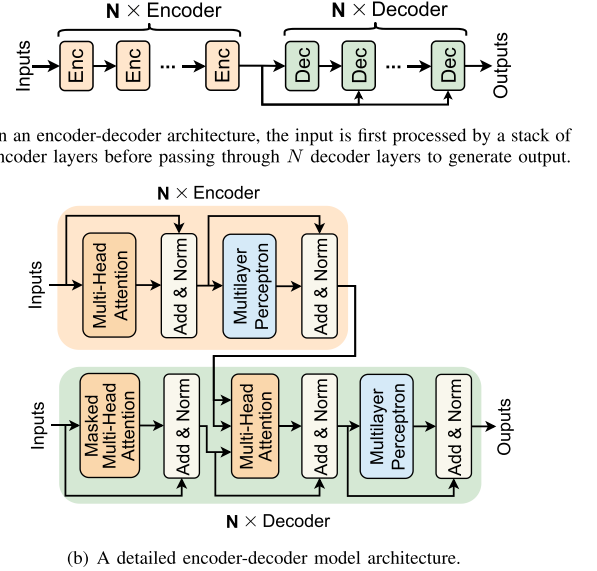 N × Encoder
N × Decoder
Inputs
Enc
Enc
...
Enc
Dec
Dec
...
Dec
Outputs
n an encoder-decoder architecture, the input is first processed by a stack of
ncoder layers before passing through N decoder layers to generate output.
N × Encoder
Inputs
Multi-Head
Attention
Add & Norm
Multilayer
Perceptron
Add & Norm
Inputs
Masked
Multi-Head
Attention
Add & Norm
Multi-Head
Attention
Add & Norm
Multilayer
Perceptron
Add & Norm
Ouputs
N × Decoder
(b) A detailed encoder-decoder model architecture.